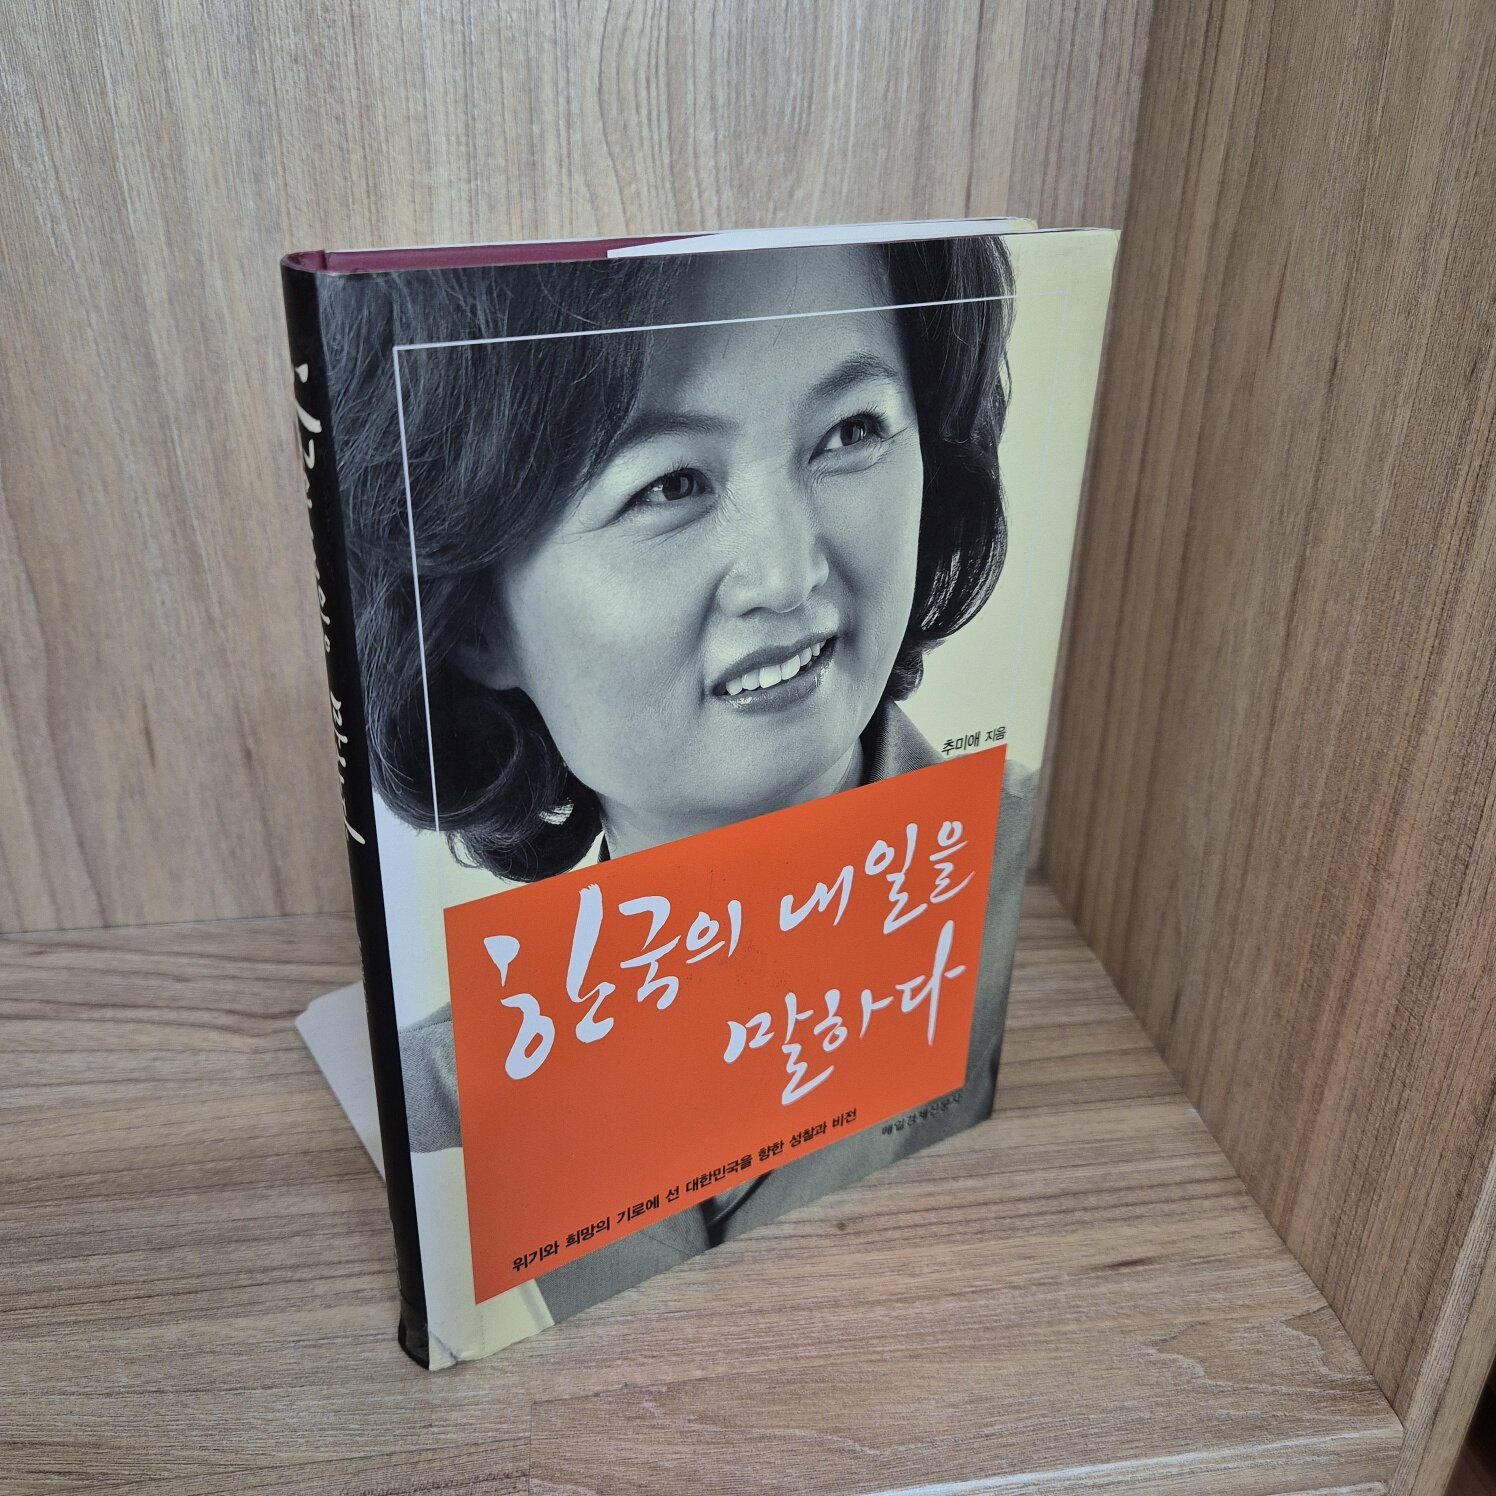 추미애 지음
한국의 내일을
말하다
위기와 희망의 기로에 선 대한민국을 향한 성찰과 비전
매일경제신문사